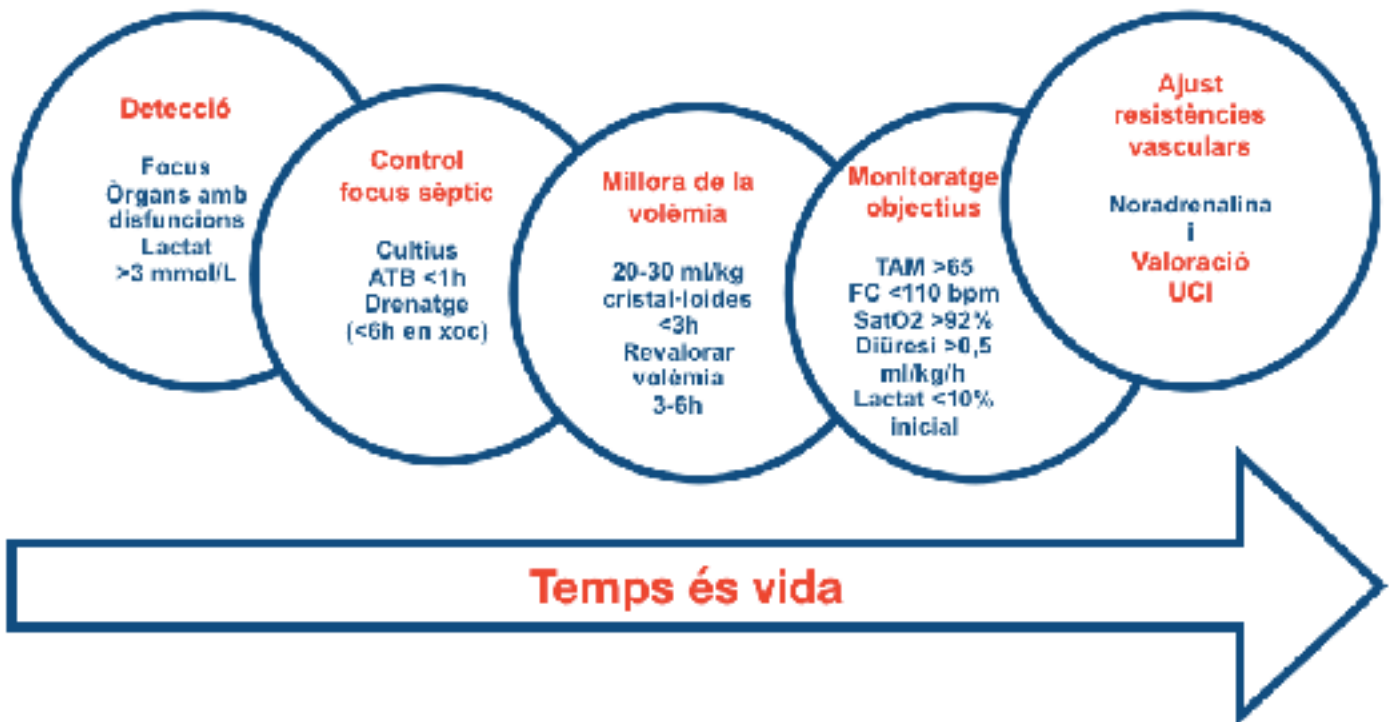 Detecció
Focus
Òrgans amb
disfuncions
Lactat
>3 mmol/L
Control
focus sèptic
Cultius
ATB <1h
Drenatge
(<6h en xoc)
Millora de la
volèmia
20-30 ml/kg
cristal·loides
<3h
Revalorar
volèmia
3-6h
Monitoratge
objectius
TAM >65
FC <110 bpm
SatO2 >92%
Diüresi >0,5
ml/kg/h
Lactat <10%
inicial
Ajust
resistències
vasculars
Noradrenalina
i
Valoració
UCI
Temps és vida